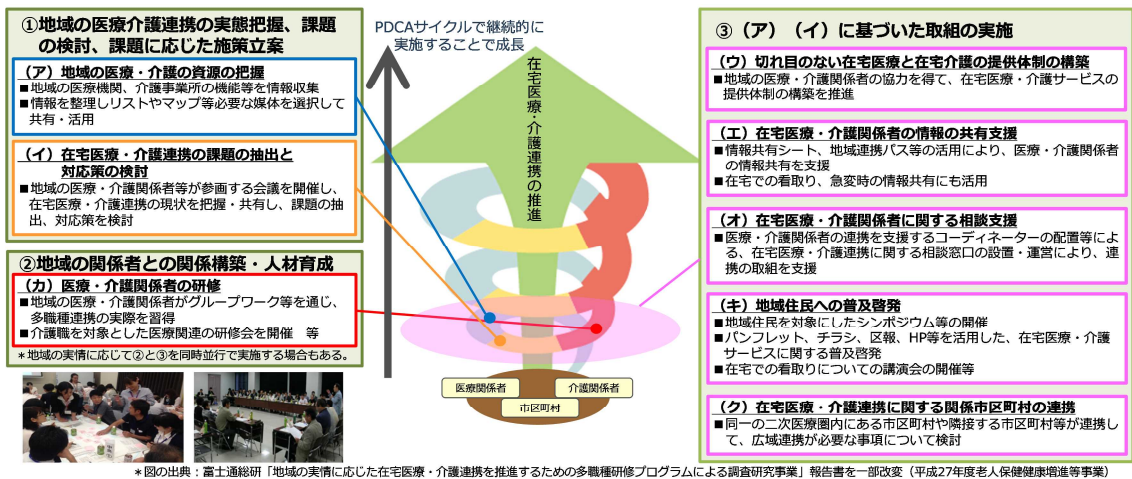 ①地域の医療介護連携の実態把握、課題
の検討、課題に応じた施策立案
（ア）地域の医療・介護の資源の把握
■地域の医療機関、介護事業所の機能等を情報収集
■情報を整理しリストやマップ等必要な媒体を選択して
共有・活用
（イ）在宅医療・介護連携の課題の抽出と
対応策の検討
■地域の医療・介護関係者等が参画する会議を開催し、
在宅医療・介護連携の現状を把握・共有し、課題の抽
出、対応策を検討
②地域の関係者との関係構築・人材育成
（カ）医療・介護関係者の研修
■地域の医療・介護関係者がグループワーク等を通じ、
多職種連携の実際を習得
■介護職を対象とした医療関連の研修会を開催　等
＊地域の実情に応じて②と③を同時並行で実施する場合もある。
PDCAサイクルで継続的に
実施することで成長
在宅医療・介護連携の推進
医療関係者
介護関係者
市区町村
③（ア）（イ）に基づいた取組の実施
（ウ）切れ目のない在宅医療と在宅介護の提供体制の構築
■地域の医療・介護関係者の協力を得て、在宅医療・介護サービスの
提供体制の構築を推進
（エ）在宅医療・介護関係者の情報の共有支援
■情報共有シート、地域連携パス等の活用により、医療・介護関係者
の情報共有を支援
■在宅での看取り、急変時の情報共有にも活用
（オ）在宅医療・介護関係者に関する相談支援
■医療・介護関係者の連携を支援するコーディネーターの配置等によ
る、在宅医療・介護連携に関する相談窓口の設置・運営により、連
携の取組を支援
（キ）地域住民への普及啓発
■地域住民を対象にしたシンポジウム等の開催
■パンフレット、チラシ、区報、HP等を活用した、在宅医療・介護
サービスに関する普及啓発
■在宅での看取りについての講演会の開催等
（ク）在宅医療・介護連携に関する関係市区町村の連携
■同一の二次医療圏内にある市区町村や隣接する市区町村等が連携し
て、広域連携が必要な事項について検討
＊図の出典：富士通総研「地域の実情に応じた在宅医療・介護連携を推進するための多職種研修プログラムによる調査研究事業」報告書を一部改変（平成27年度老人保健健康増進等事業）